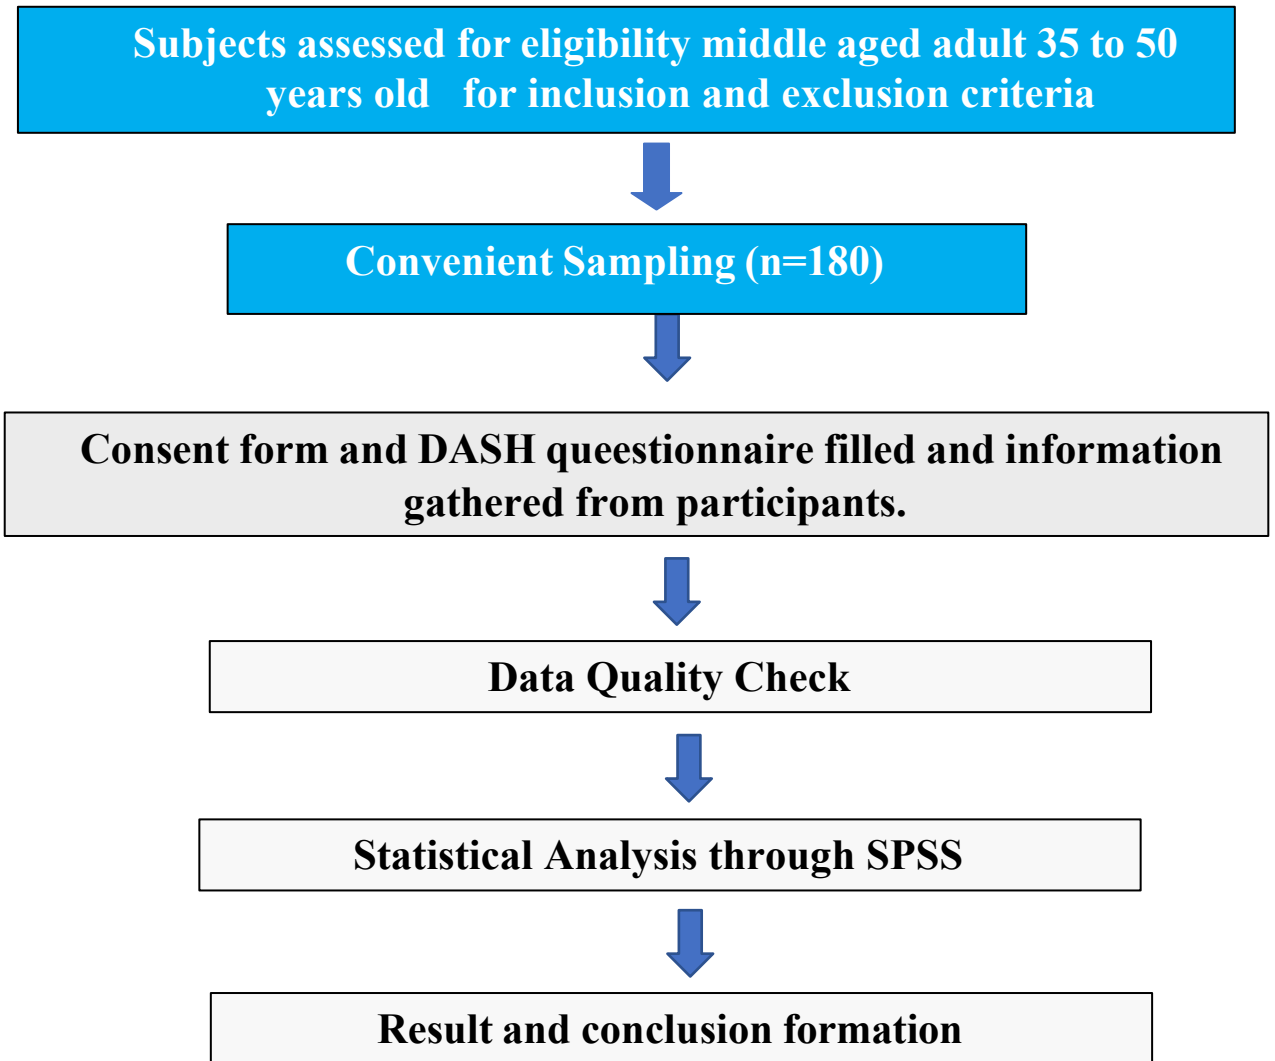 Subjects assessed for eligibility middle aged adult 35 to 50
years old for inclusion and exclusion criteria
Convenient Sampling (n=180)
Consent form and DASH queestionnaire filled and information
gathered from participants.
Data Quality Check
Statistical Analysis through SPSS
Result and conclusion formation